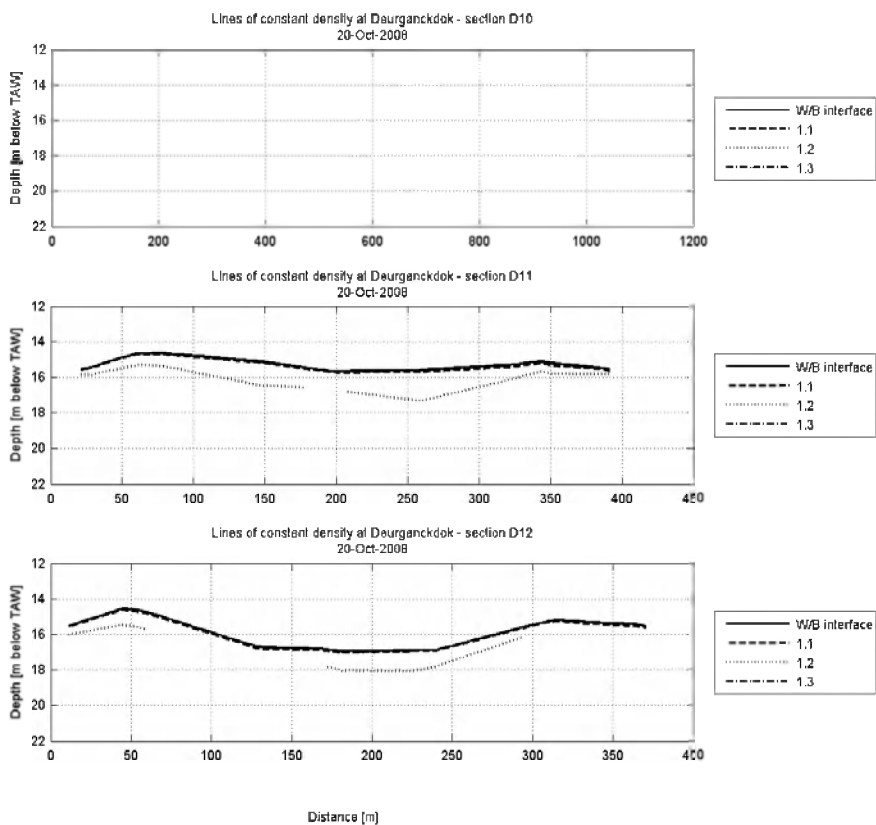 Lines of constant density at Deurganckdok - section D10
20-Oct-2008
12
14
16
18
20
22
Depth [m below TAW]
0 200 400 600 800 1000 1200
W/B interface
1.1
1.2
1.3
Lines of constant density at Deurganckdok - section D11
20-Oct-2008
12
14
16
18
20
22
Depth [m below TAW]
0 50 100 150 200 250 300 350 400 450
W/B interface
1.1
1.2
1.3
Lines of constant density at Deurganckdok - section D12
20-Oct-2008
12
14
16
18
20
22
Depth [m below TAW]
0 50 100 150 200 250 300 350 400
W/B interface
1.1
1.2
1.3
Distance [m]